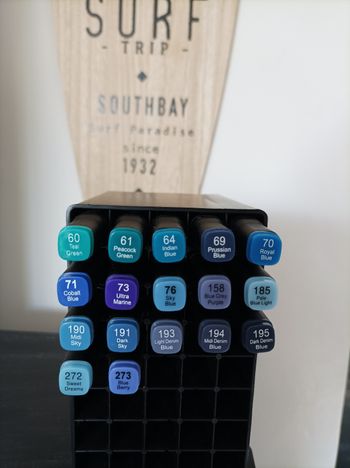 SURF
- TRIP -
SOUTHBAY
Surf Paradise
since
1932
60
Teal
Green
61
Peacock
Green
64
Indian
Blue
69
Prussian
Blue
70
Royal
Blue
71
Cobalt
Blue
73
Ultra
Marine
76
Sky
Blue
158
Blue Grey
Purple
185
Pale
Blue Light
190
Midi
Sky
191
Dark
Sky
193
Light Denim
Blue
194
Midi Denim
Blue
195
Dark Denim
Blue
272
Sweet
Dreams
273
Blue
Berry